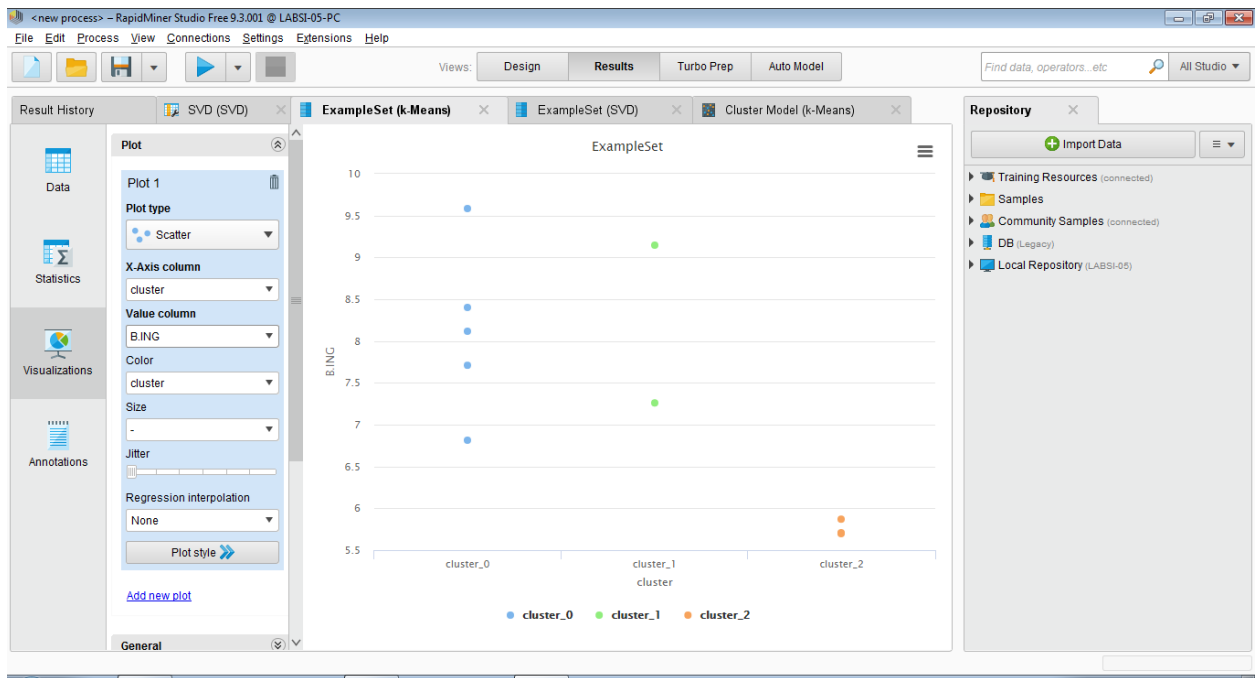 <new process> – RapidMiner Studio Free 9.3.001 @ LABSI-05-PC
File Edit Process View Connections Settings Extensions Help
Views: Design Results Turbo Prep Auto Model
Find data, operators...etc
All Studio
Result History
SVD (SVD)
ExampleSet (k-Means)
ExampleSet (SVD)
Cluster Model (k-Means)
Repository
Data
Statistics
Visualizations
Annotations
Plot
Plot 1
Plot type
Scatter
X-Axis column
cluster
Value column
B.ING
Color
cluster
Size
-
Jitter
Regression interpolation
None
Plot style
Add new plot
General
ExampleSet
10
9.5
9
8.5
8
7.5
7
6.5
6
5.5
B.ING
cluster_0 cluster_1 cluster_2
cluster
cluster_0 cluster_1 cluster_2
Import Data
Training Resources (connected)
Samples
Community Samples (connected)
DB (Legacy)
Local Repository (LABSI-05)